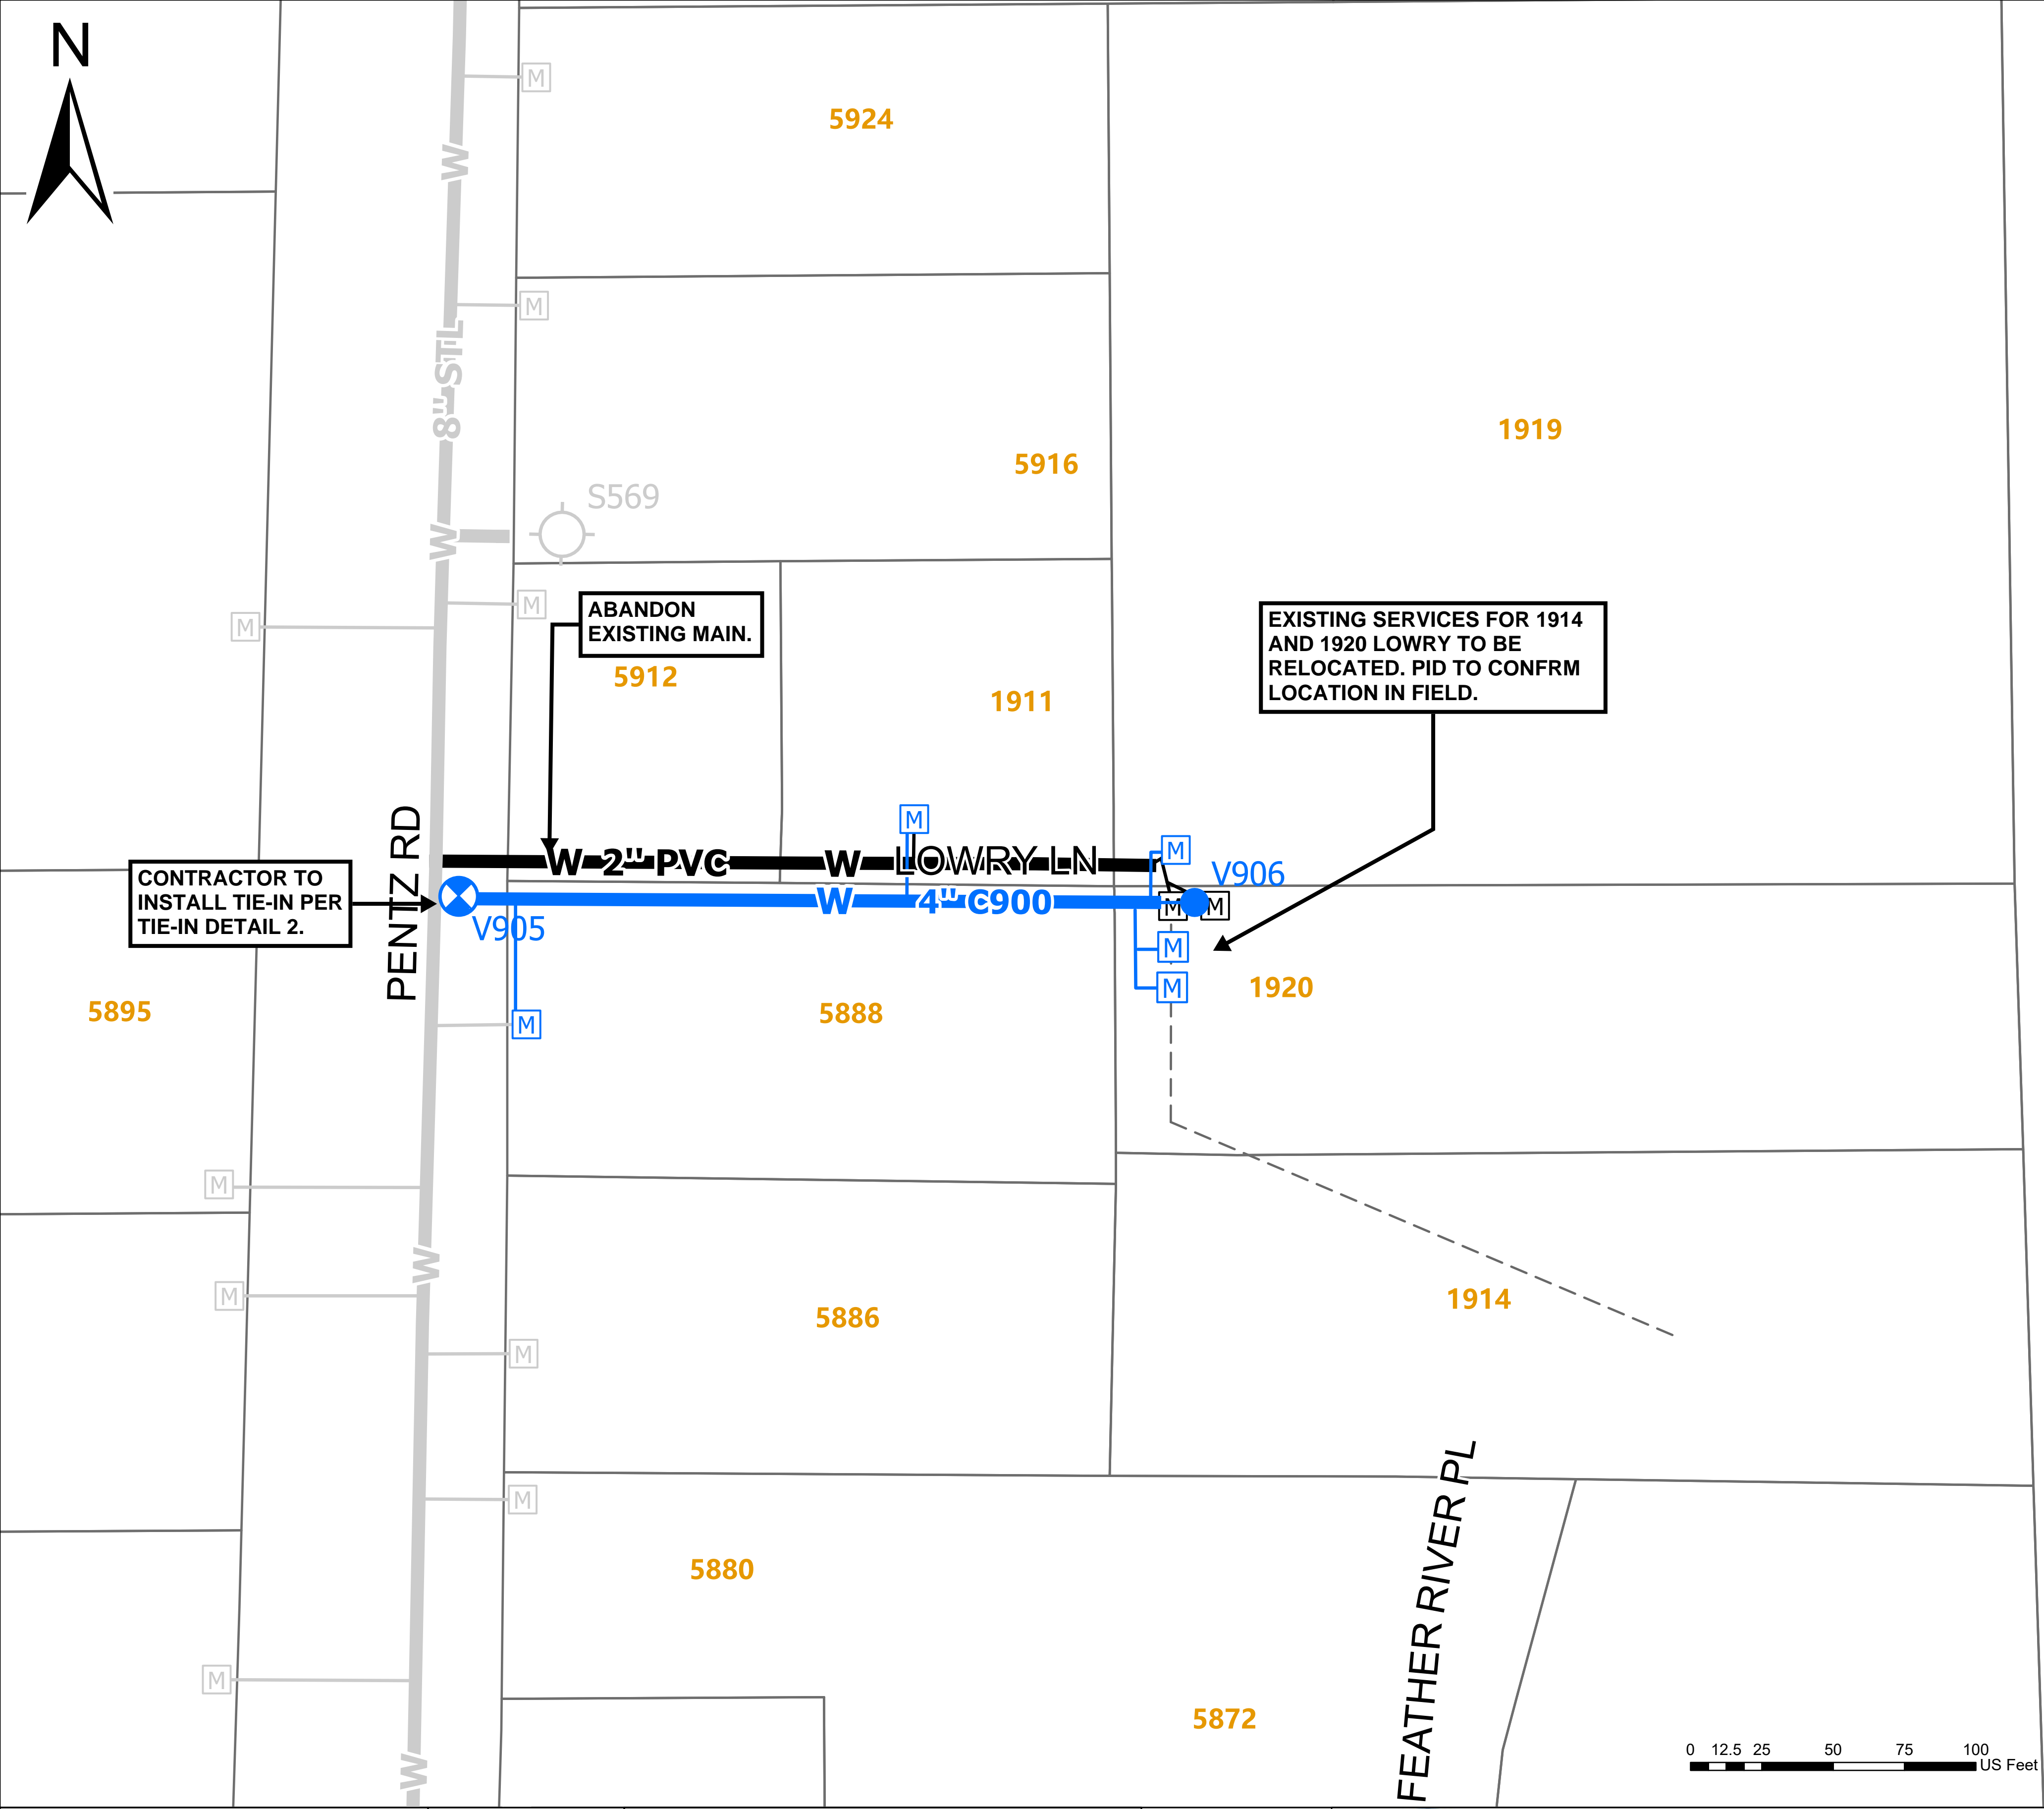 N
M
5924
W
M
8" STL
1919
5916
S569
W
M
ABANDON
EXISTING MAIN.
EXISTING SERVICES FOR 1914
AND 1920 LOWRY TO BE
RELOCATED. PID TO CONFRM
LOCATION IN FIELD.
M
5912
1911
PENTZ RD
M
W 2" PVC W LOWRY LN
M
V906
CONTRACTOR TO
INSTALL TIE-IN PER
TIE-IN DETAIL 2.
W 4" C900
M
M
V905
M
M
1920
5895
5888
M
M
W
M
1914
5886
M
FEATHER RIVER PL
M
5880
M
5872
W
0 12.5 25 50 75 100
US Feet